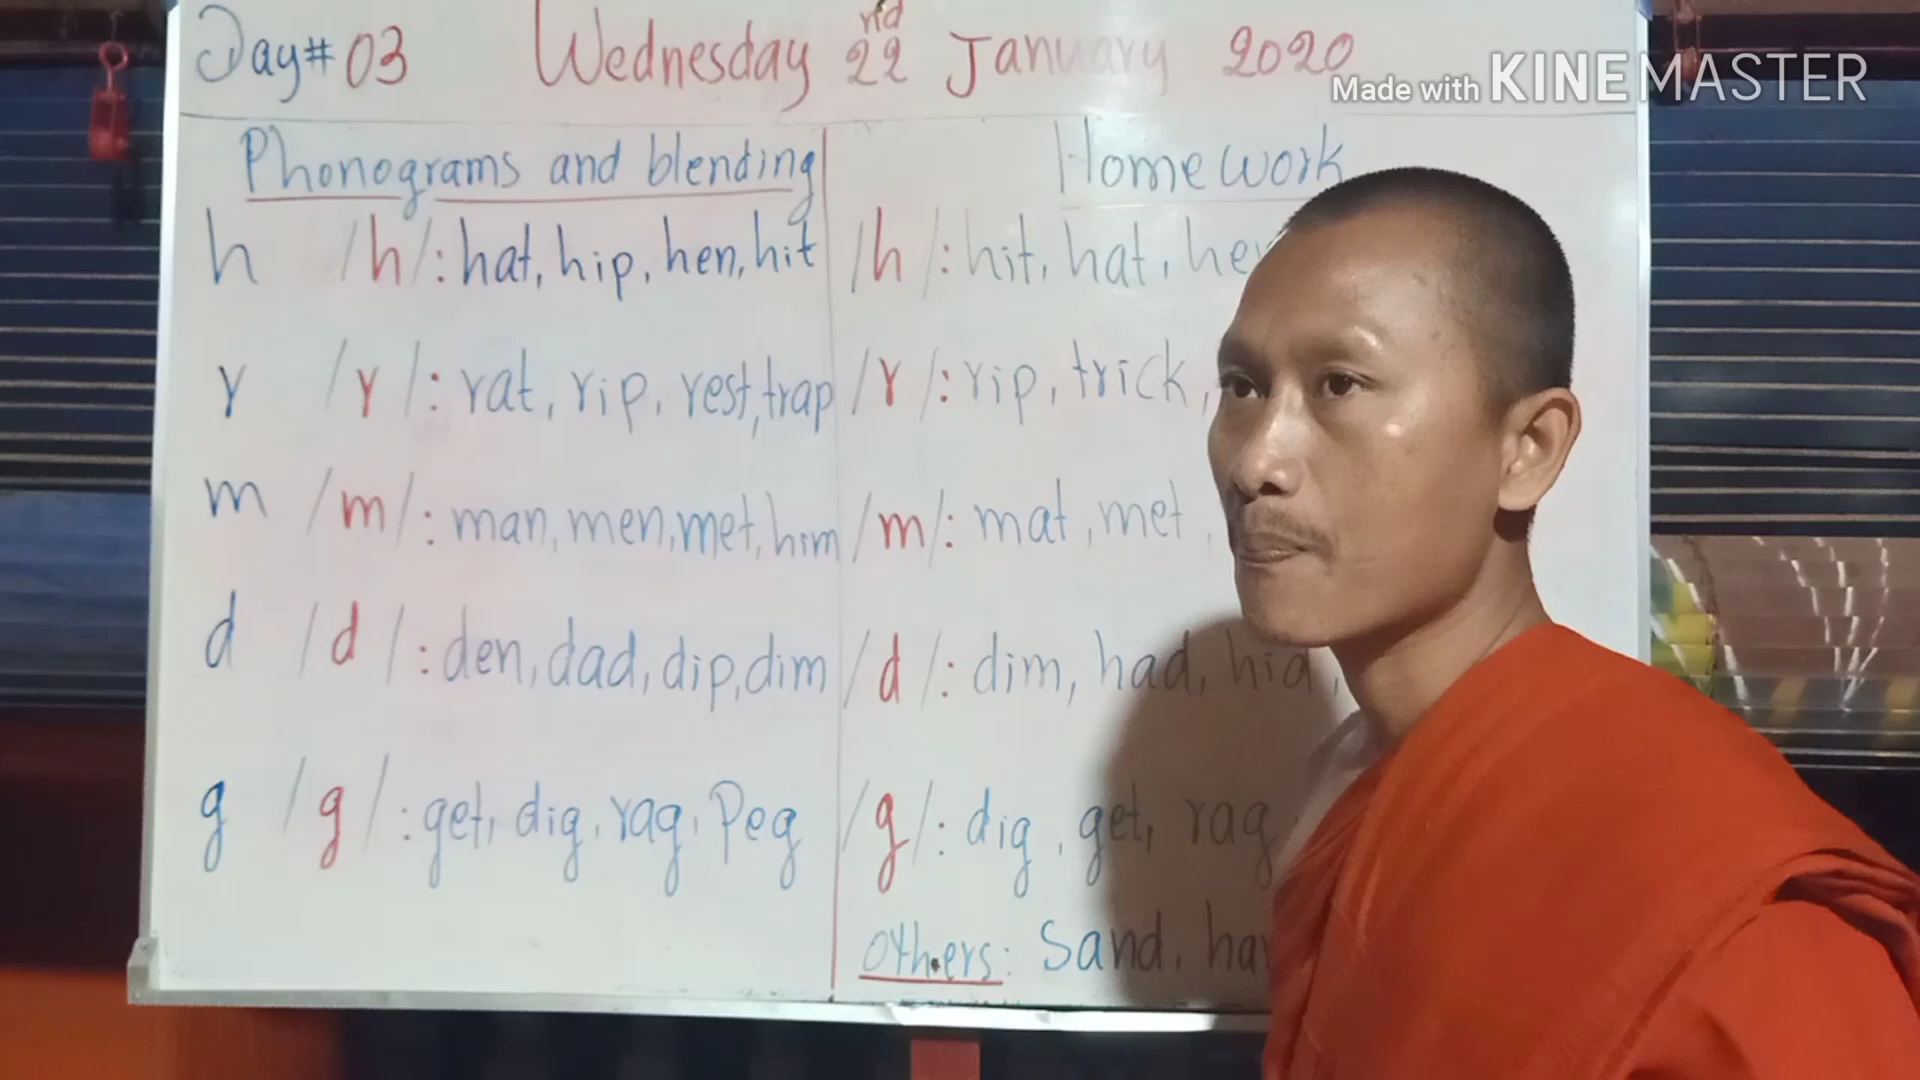 Day# 03 Wednesday 22nd January 2020
Made with KINEMASTER
Phonograms and blending
h /h/: hat, hip, hen, hit
r /r/: rat, rip, rest, trap
m /m/: man, men, met, him
d /d/: den, dad, dip, dim
g /g/: get, dig, rag, Peg
Homework
/h/: hit, hat,
/r/: rip, trick,
/m/: mat, met,
/d/: dim, had, hid,
/g/: dig, get, rag
Others: Sand,